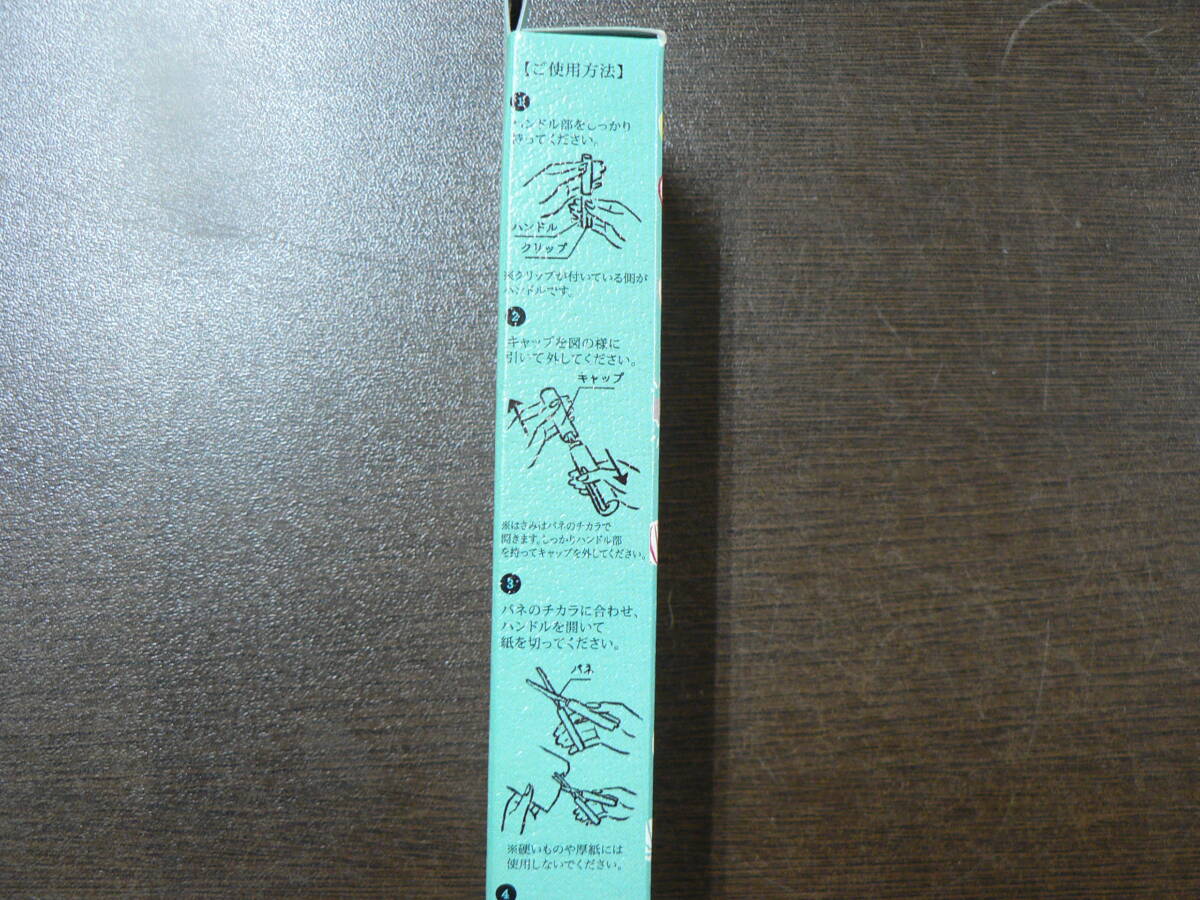 【ご使用方法】
1
ハンドル部をしっかり
持ってください。
ハンドル
クリップ
※クリップが付いている側が
ハンドルです。
2
キャップを図の様に
引いて外してください。
キャップ
※はさみはバネのチカラで
開きます。しっかりハンドル部
を持ってキャップを外してください。
3
バネのチカラに合わせ、
ハンドルを開いて
紙を切ってください。
バネ
※硬いものや厚紙には
使用しないでください。
4